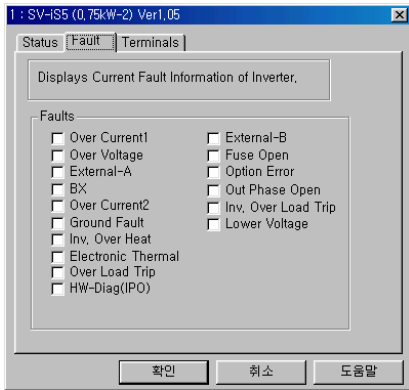 1 : SV-iS5 (0,75kW-2) Ver1,05
Status Fault Terminals
Displays Current Fault Information of Inverter,
Faults
Over Current1
Over Voltage
External-A
BX
Over Current2
Ground Fault
Inv, Over Heat
Electronic Thermal
Over Load Trip
HW-Diag(IPO)
External-B
Fuse Open
Option Error
Out Phase Open
Inv, Over Load Trip
Lower Voltage
확인 취소 도움말